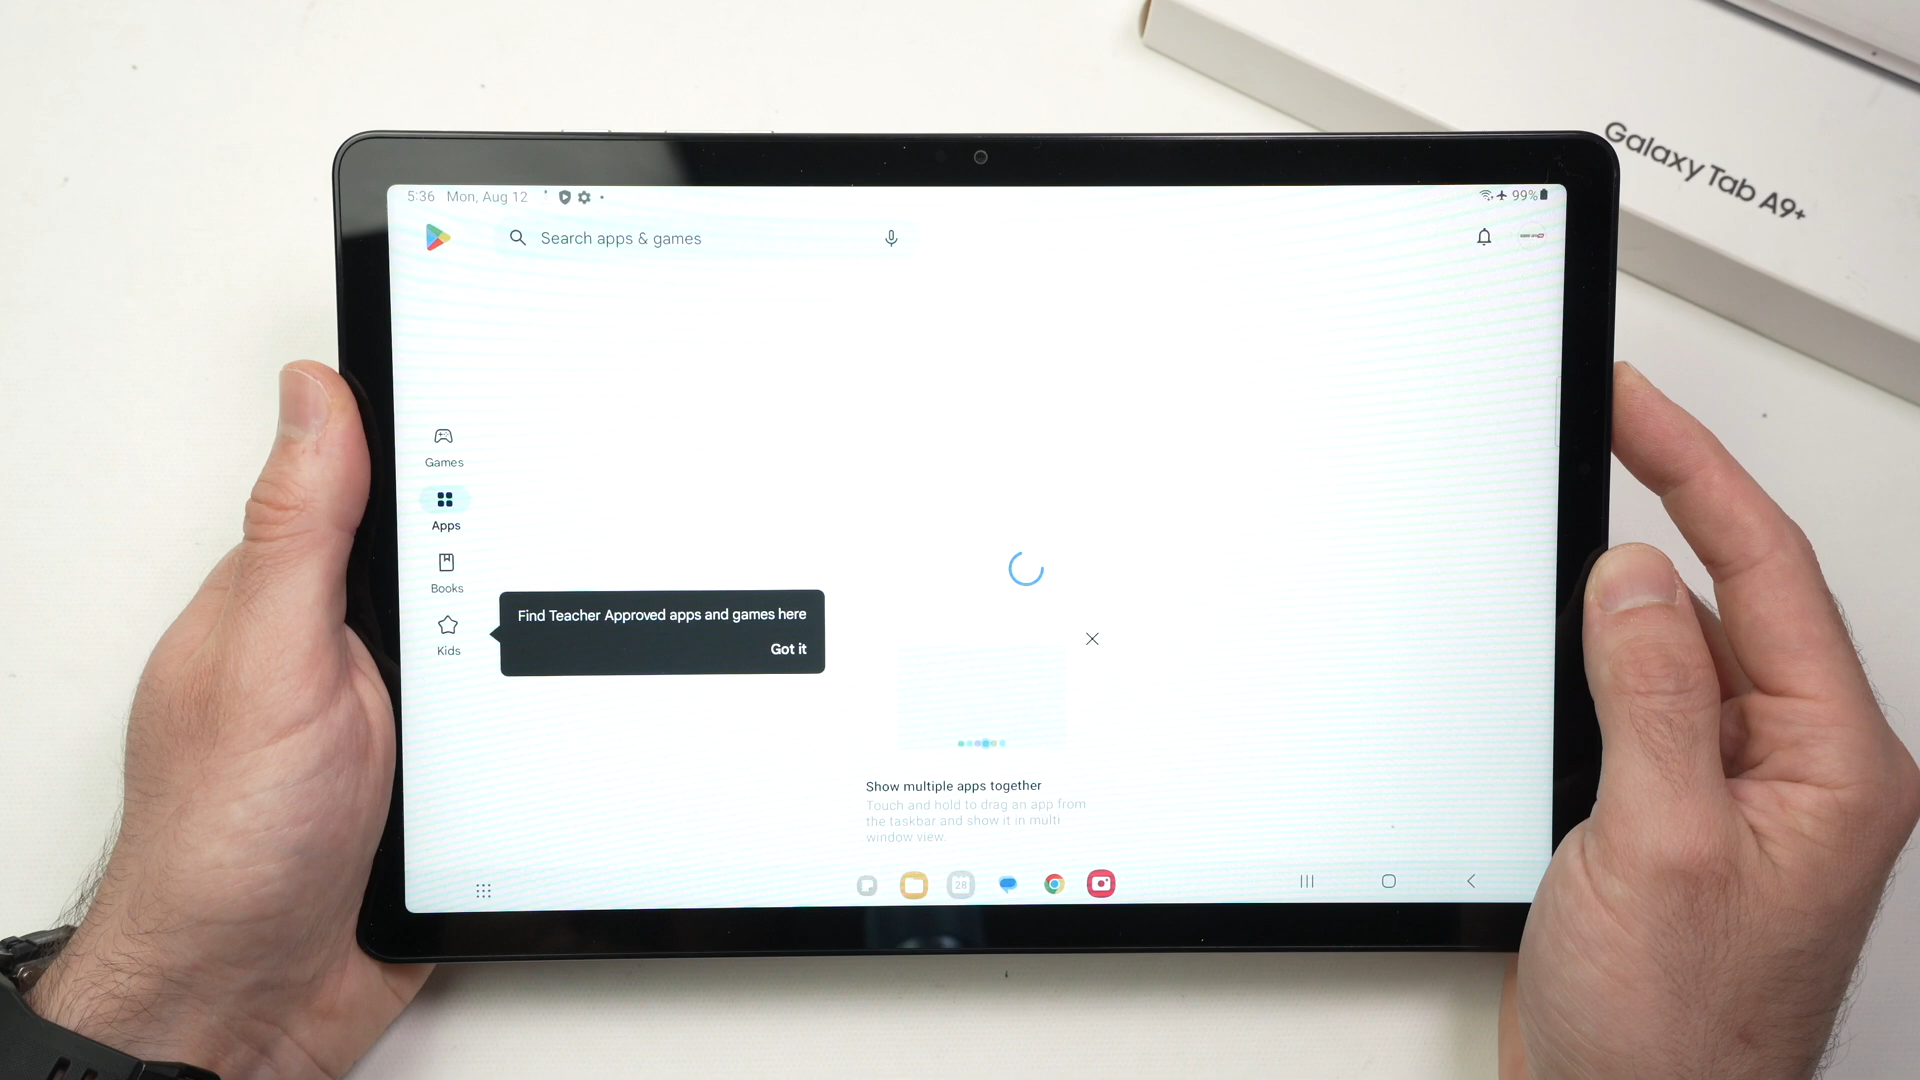 Galaxy Tab A9+
5:36 Mon, Aug 12
99%
Search apps & games
Games
Apps
Books
Kids
Find Teacher Approved apps and games here
Got it
Show multiple apps together
Touch and hold to drag an app from
the taskbar and show it in multi
window view.
28